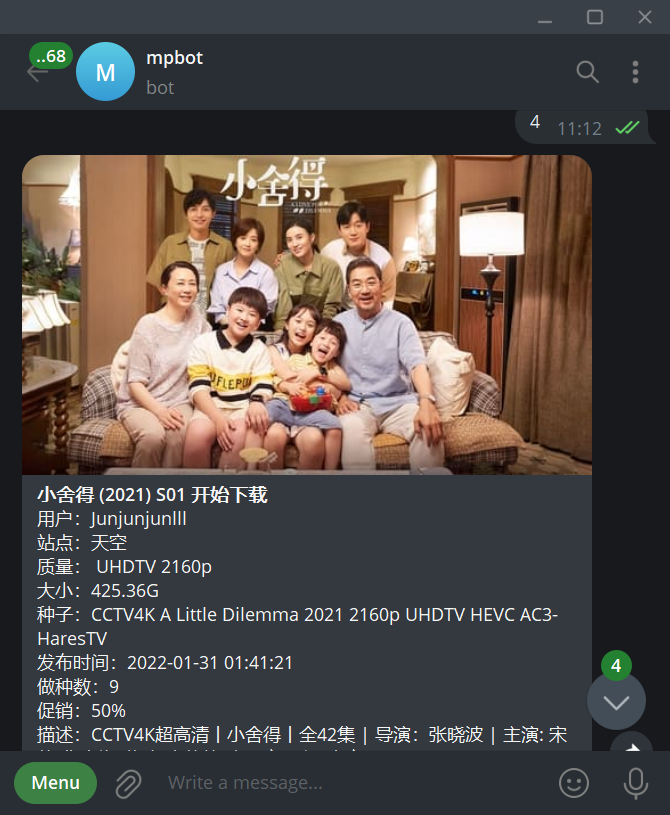 ..68
M
mpbot
bot
4
11:12
小舍得
小舍得 (2021) S01 开始下载
用户：Junjunjunlll
站点：天空
质量： UHDTV 2160p
大小：425.36G
种子：CCTV4K A Little Dilemma 2021 2160p UHDTV HEVC AC3-
HaresTV
发布时间：2022-01-31 01:41:21
做种数：9
促销：50%
描述：CCTV4K超高清丨小舍得丨全42集 | 导演：张晓波 | 主演: 宋
4
Menu
Write a message...